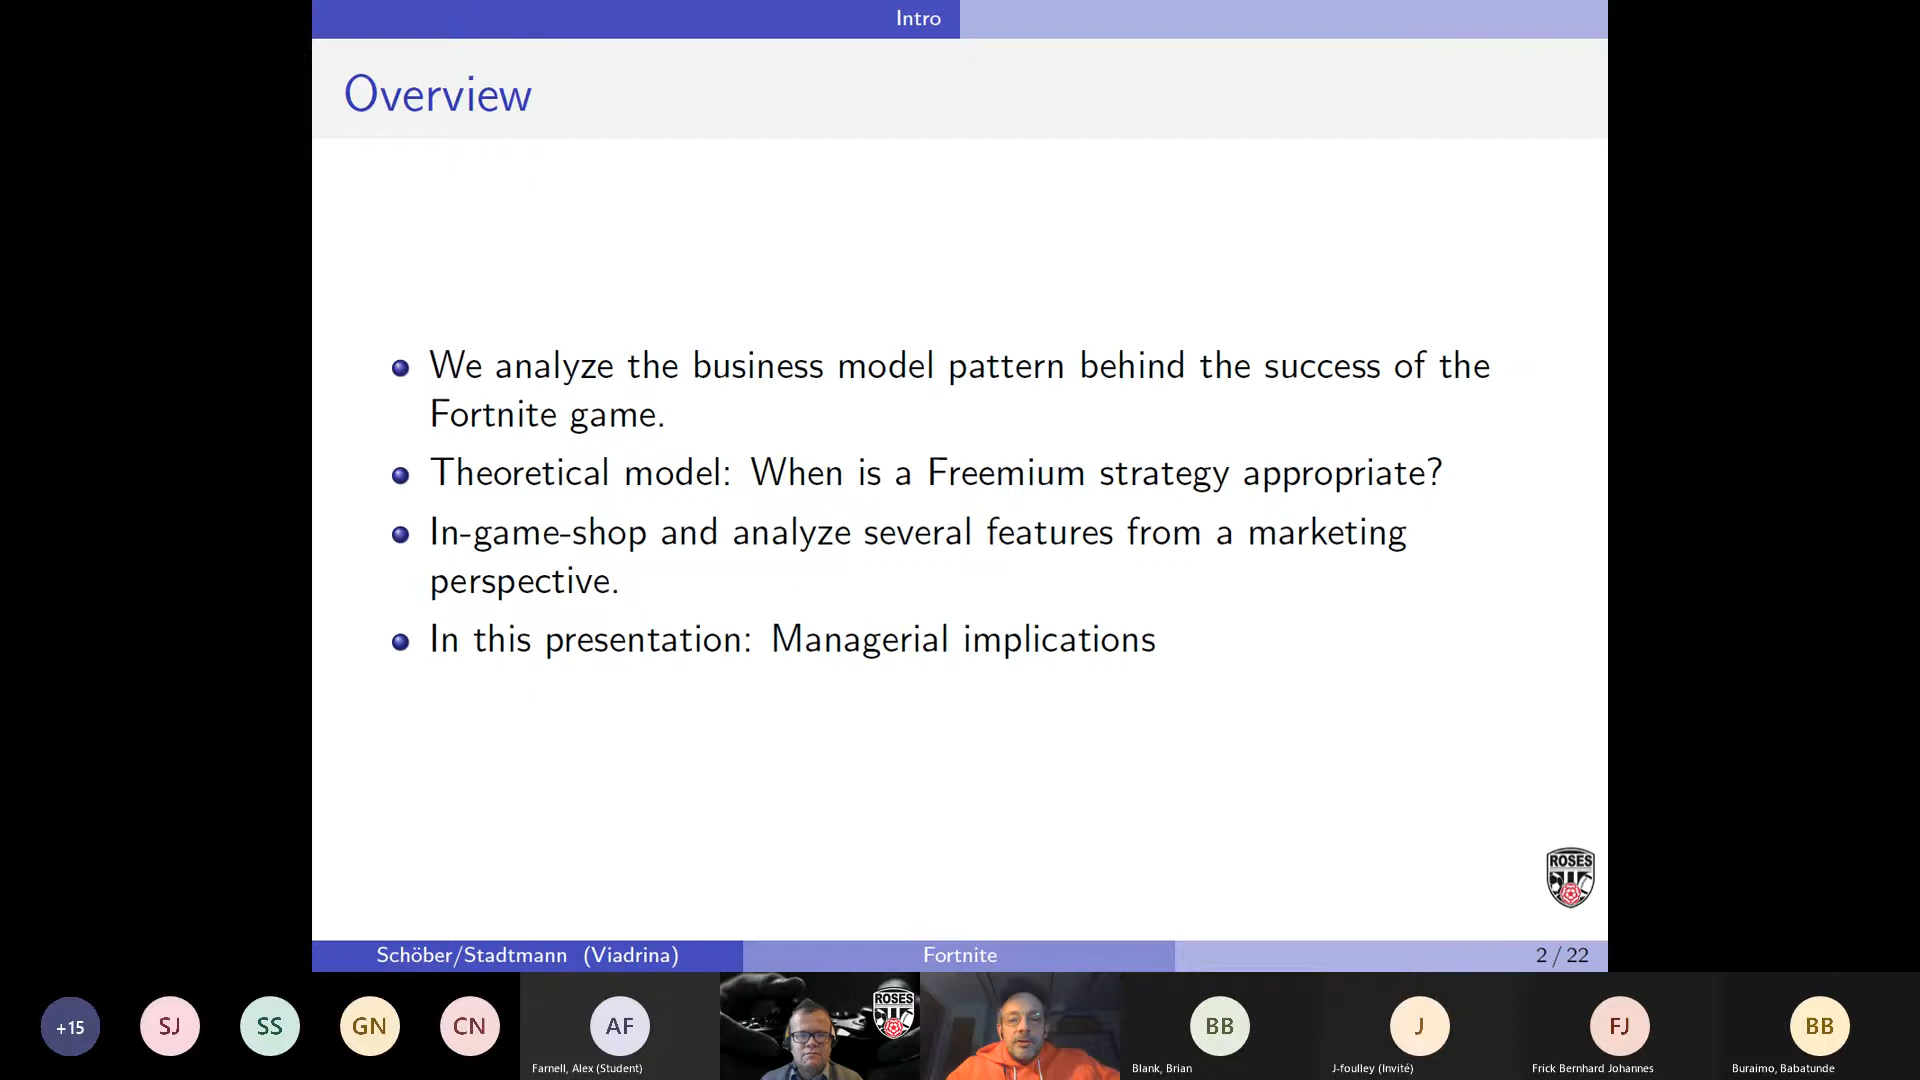 Intro
Overview
We analyze the business model pattern behind the success of the
Fortnite game.
Theoretical model: When is a Freemium strategy appropriate?
In-game-shop and analyze several features from a marketing
perspective.
In this presentation: Managerial implications
ROSES
Schöber/Stadtmann (Viadrina)
Fortnite
2 / 22
+15
SJ
SS
GN
CN
AF
Farnell, Alex (Student)
ROSES
BB
Blank, Brian
J
J-foulley (Invité)
FJ
Frick Bernhard Johannes
BB
Buraimo, Babatunde